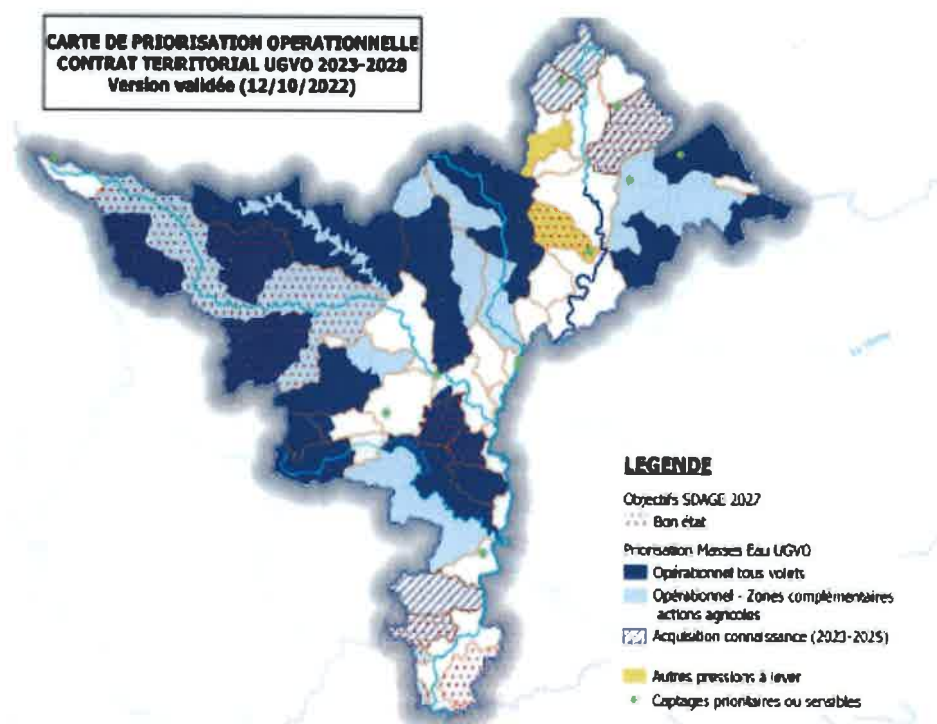 CARTE DE PRIORISATION OPERATIONNELLE
CONTRAT TERRITORIAL UGVO 2023-2028
Version validée (12/10/2022)
LEGENDE
Objectifs SDAGE 2027
Bon état
Priorisation Masses Eau UGVO
Opérationnel tous volets
Opérationnel - Zones complémentaires
actions agricoles
Acquisition connaissance (2023-2025)
Autres pressions à lever
Captages prioritaires ou sensibles